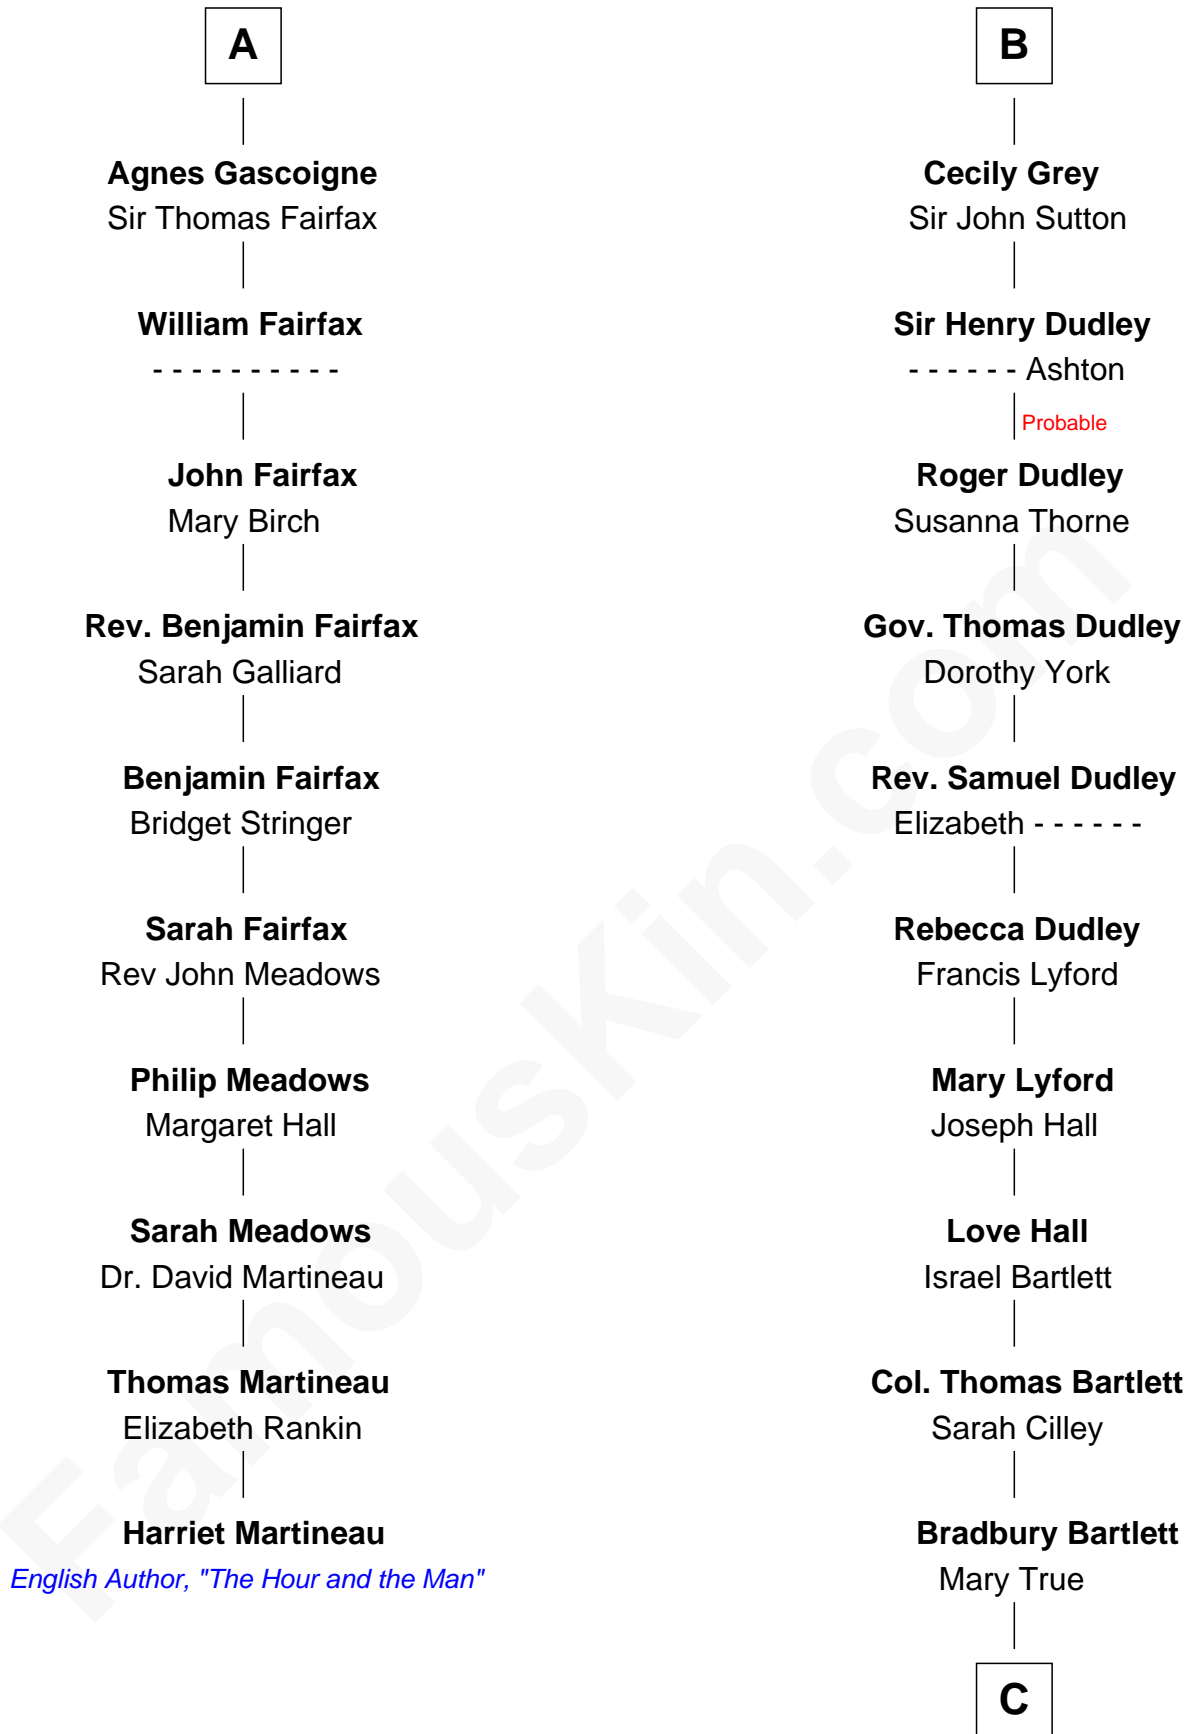 A
Agnes Gascoigne
Sir Thomas Fairfax
William Fairfax
- - - - - - - - - -
John Fairfax
Mary Birch
Rev. Benjamin Fairfax
Sarah Galliard
Benjamin Fairfax
Bridget Stringer
Sarah Fairfax
Rev John Meadows
Philip Meadows
Margaret Hall
Sarah Meadows
Dr. David Martineau
Thomas Martineau
Elizabeth Rankin
Harriet Martineau
English Author, "The Hour and the Man"
B
Cecily Grey
Sir John Sutton
Sir Henry Dudley
- - - - - - Ashton
Probable
Roger Dudley
Susanna Thorne
Gov. Thomas Dudley
Dorothy York
Rev. Samuel Dudley
Elizabeth - - - - - -
Rebecca Dudley
Francis Lyford
Mary Lyford
Joseph Hall
Love Hall
Israel Bartlett
Col. Thomas Bartlett
Sarah Cilley
Bradbury Bartlett
Mary True
C
FamousKin.com